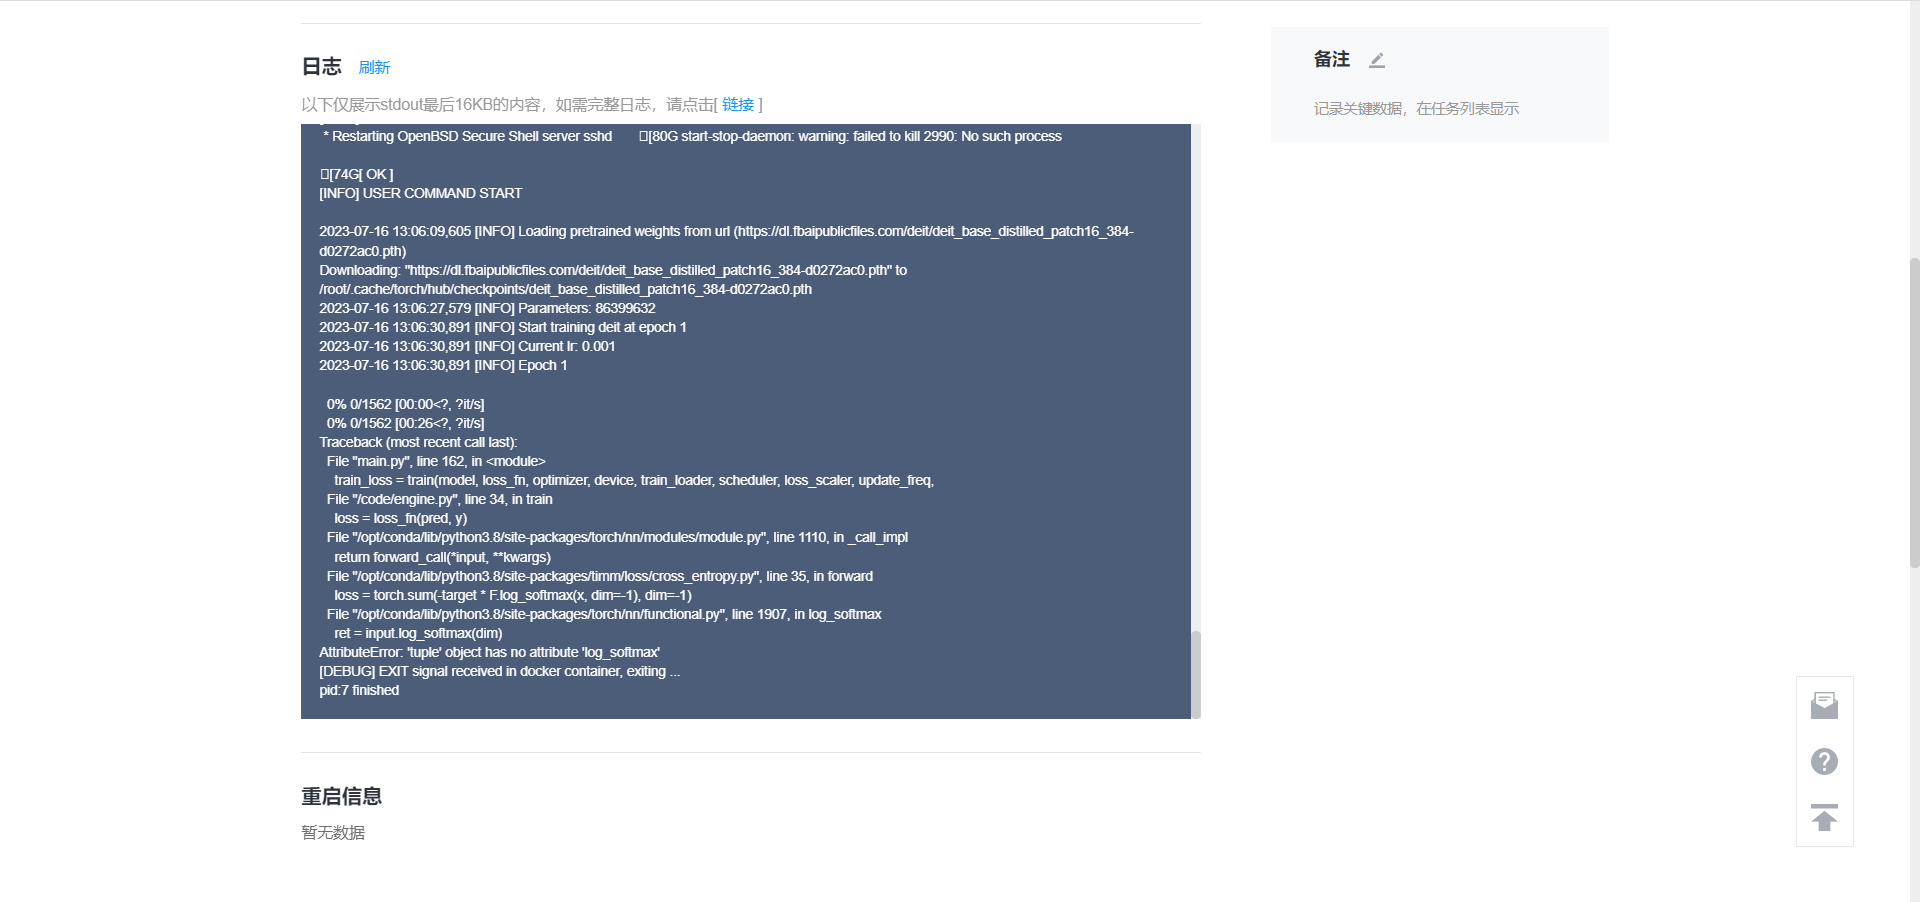 日志 刷新
以下仅展示stdout最后16KB的内容，如需完整日志，请点击[ 链接 ]
* Restarting OpenBSD Secure Shell server sshd [80G start-stop-daemon: warning: failed to kill 2990: No such process
[74G[ OK ]
[INFO] USER COMMAND START
2023-07-16 13:06:09,605 [INFO] Loading pretrained weights from url (https://dl.fbaipublicfiles.com/deit/deit_base_distilled_patch16_384-
d0272ac0.pth)
Downloading: "https://dl.fbaipublicfiles.com/deit/deit_base_distilled_patch16_384-d0272ac0.pth" to
/root/.cache/torch/hub/checkpoints/deit_base_distilled_patch16_384-d0272ac0.pth
2023-07-16 13:06:27,579 [INFO] Parameters: 86399632
2023-07-16 13:06:30,891 [INFO] Start training deit at epoch 1
2023-07-16 13:06:30,891 [INFO] Current lr: 0.001
2023-07-16 13:06:30,891 [INFO] Epoch 1
0% 0/1562 [00:00<?, ?it/s]
0% 0/1562 [00:26<?, ?it/s]
Traceback (most recent call last):
File "main.py", line 162, in <module>
train_loss = train(model, loss_fn, optimizer, device, train_loader, scheduler, loss_scaler, update_freq,
File "/code/engine.py", line 34, in train
loss = loss_fn(pred, y)
File "/opt/conda/lib/python3.8/site-packages/torch/nn/modules/module.py", line 1110, in _call_impl
return forward_call(*input, **kwargs)
File "/opt/conda/lib/python3.8/site-packages/timm/loss/cross_entropy.py", line 35, in forward
loss = torch.sum(-target * F.log_softmax(x, dim=-1), dim=-1)
File "/opt/conda/lib/python3.8/site-packages/torch/nn/functional.py", line 1907, in log_softmax
ret = input.log_softmax(dim)
AttributeError: 'tuple' object has no attribute 'log_softmax'
[DEBUG] EXIT signal received in docker container, exiting ...
pid:7 finished
重启信息
暂无数据
备注
记录关键数据，在任务列表显示